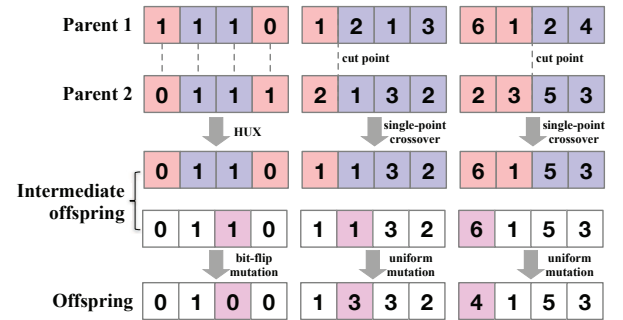 Parent 1 1 1 1 0 1 2 1 3 6 1 2 4
cut point cut point
Parent 2 0 1 1 1 2 1 3 2 2 3 5 3
HUX single-point crossover single-point crossover
0 1 1 0 1 1 3 2 6 1 5 3
Intermediate offspring
0 1 1 0 1 1 3 2 6 1 5 3
bit-flip mutation uniform mutation uniform mutation
Offspring 0 1 0 0 1 3 3 2 4 1 5 3